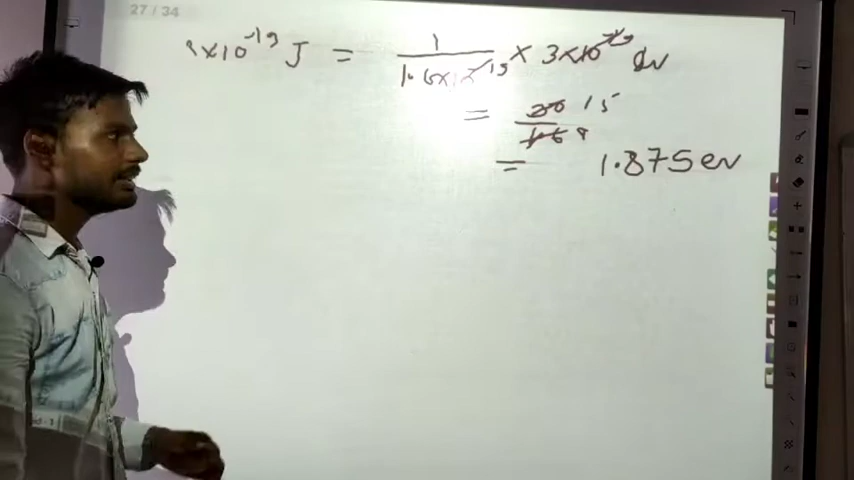 27 / 34
3×10⁻¹⁹ J = 1/1.6×10⁻¹⁹ × 3×10⁻¹⁹ ev
= 30/16 15/8
= 1.875 ev